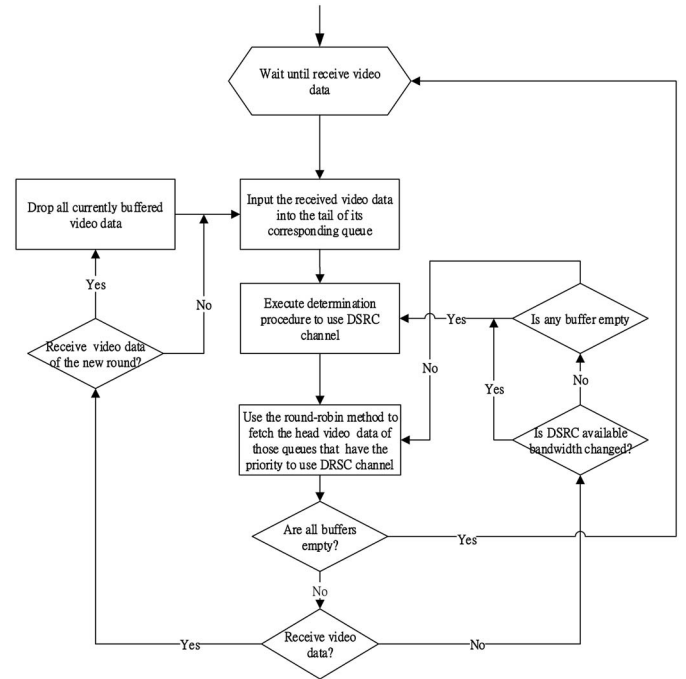 Wait until receive video
data
Drop all currently buffered
video data
Input the received video data
into the tail of its
corresponding queue
Yes
No
Execute determination
procedure to use DSRC
channel
Yes
Is any buffer empty
Receive video data
of the new round?
No
Yes
No
Use the round-robin method to
fetch the head video data of
those queues that have the
priority to use DRSC channel
Is DSRC available
bandwidth changed?
Are all buffers
empty?
Yes
No
Yes
Receive video
data?
No